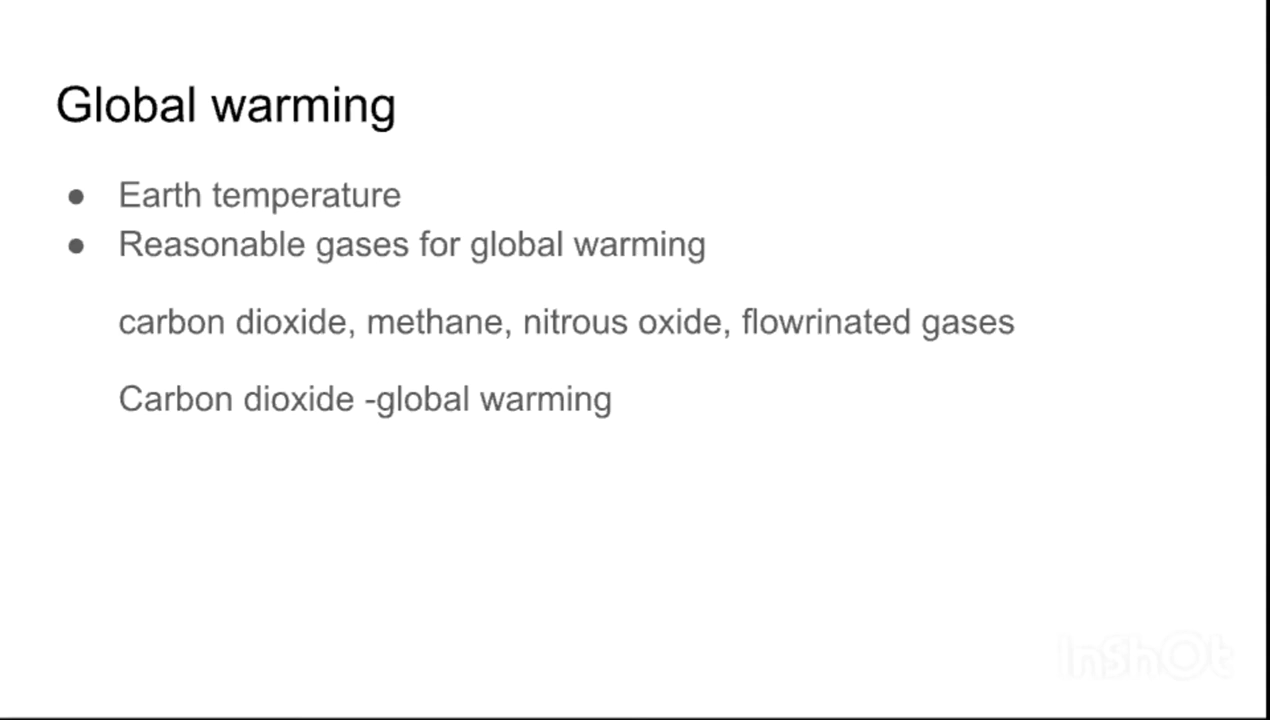 Global warming
● Earth temperature
● Reasonable gases for global warming
carbon dioxide, methane, nitrous oxide, flowrinated gases
Carbon dioxide -global warming
InShOt